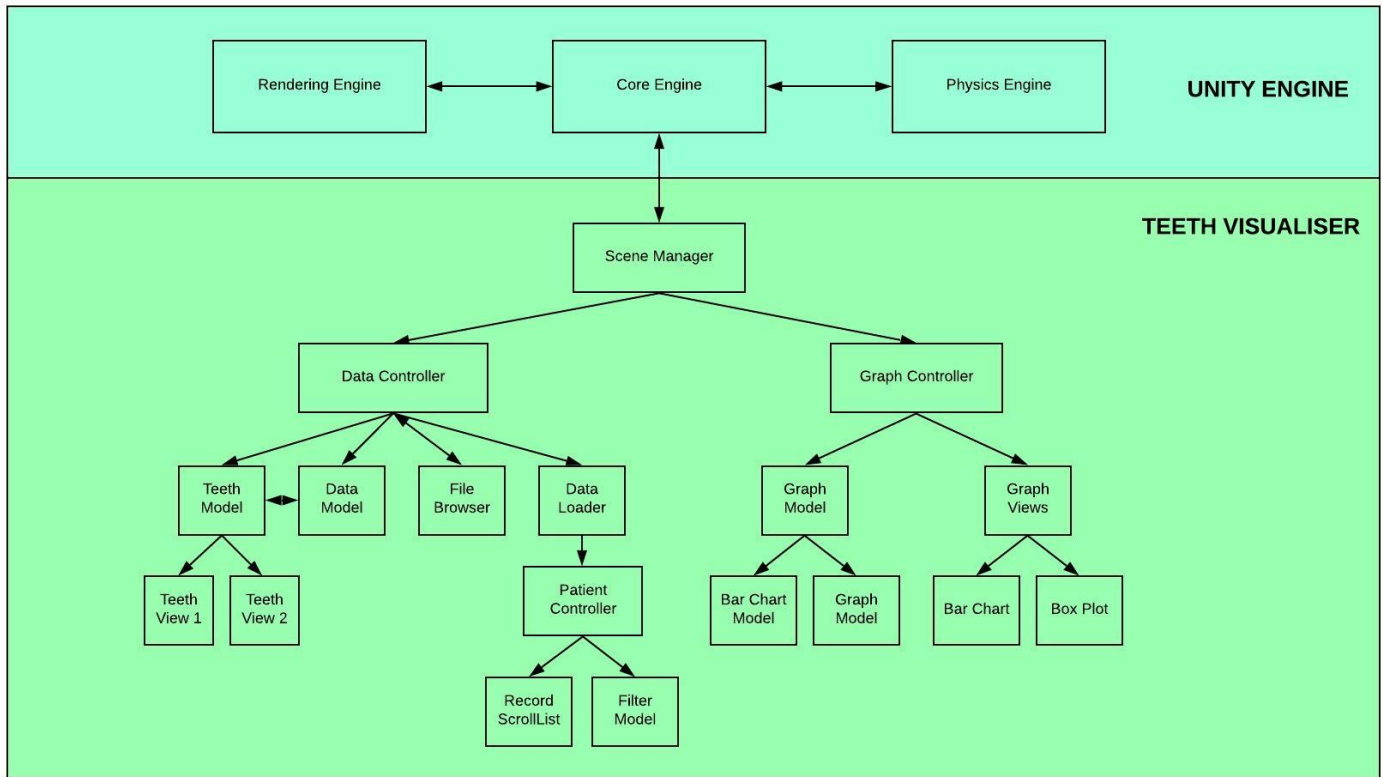 Rendering Engine
Core Engine
Physics Engine
UNITY ENGINE
TEETH VISUALISER
Scene Manager
Data Controller
Graph Controller
Teeth
Model
Data
Model
File
Browser
Data
Loader
Graph
Model
Graph
Views
Teeth
View 1
Teeth
View 2
Patient
Controller
Bar Chart
Model
Graph
Model
Bar Chart
Box Plot
Record
ScrollList
Filter
Model